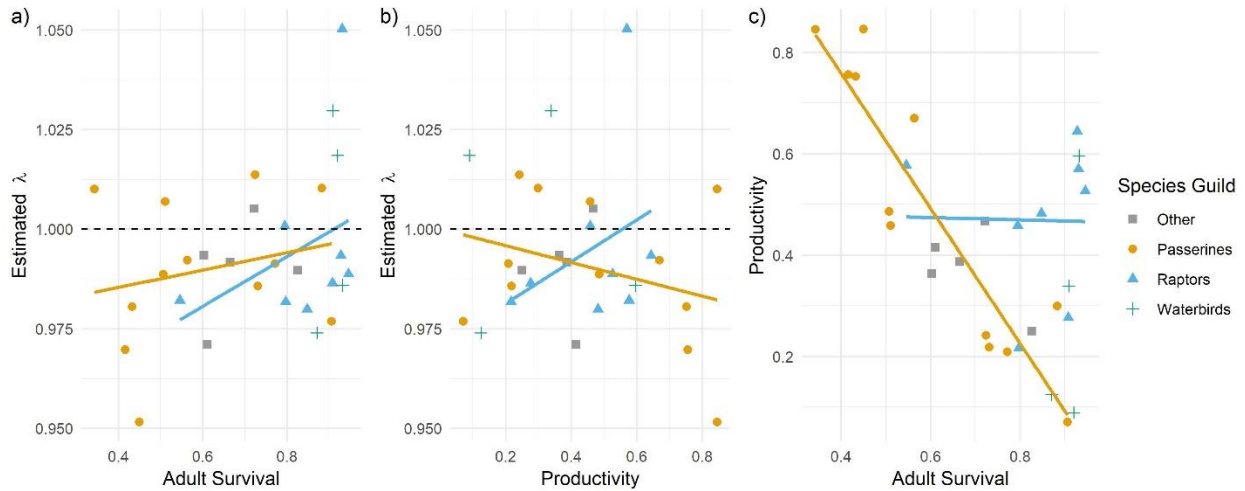 a)
Estimated λ
1.050
1.025
1.000
0.975
0.950
0.4 0.6 0.8
Adult Survival
b)
Estimated λ
1.050
1.025
1.000
0.975
0.950
0.2 0.4 0.6 0.8
Productivity
c)
Productivity
0.8
0.6
0.4
0.2
0.4 0.6 0.8
Adult Survival
Species Guild
Other
Passerines
Raptors
Waterbirds